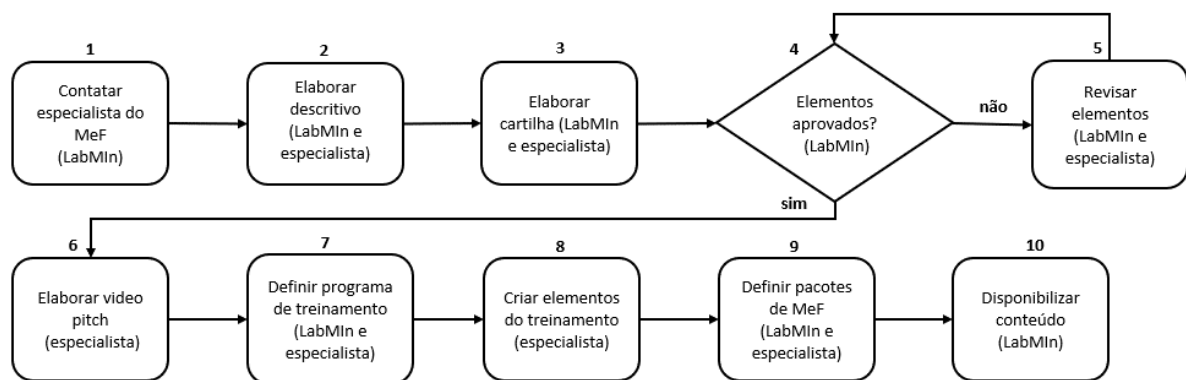 1
Contatar
especialista do
MeF
(LabMIn)
2
Elaborar
descritivo
(LabMIn e
especialista)
3
Elaborar
cartilha (LabMIn
e especialista)
4
Elementos
aprovados?
(LabMIn)
não
5
Revisar
elementos
(LabMIn e
especialista)
sim
6
Elaborar video
pitch
(especialista)
7
Definir programa
de treinamento
(LabMIn e
especialista)
8
Criar elementos
do treinamento
(especialista)
9
Definir pacotes
de MeF
(LabMIn e
especialista)
10
Disponibilizar
conteúdo
(LabMIn)